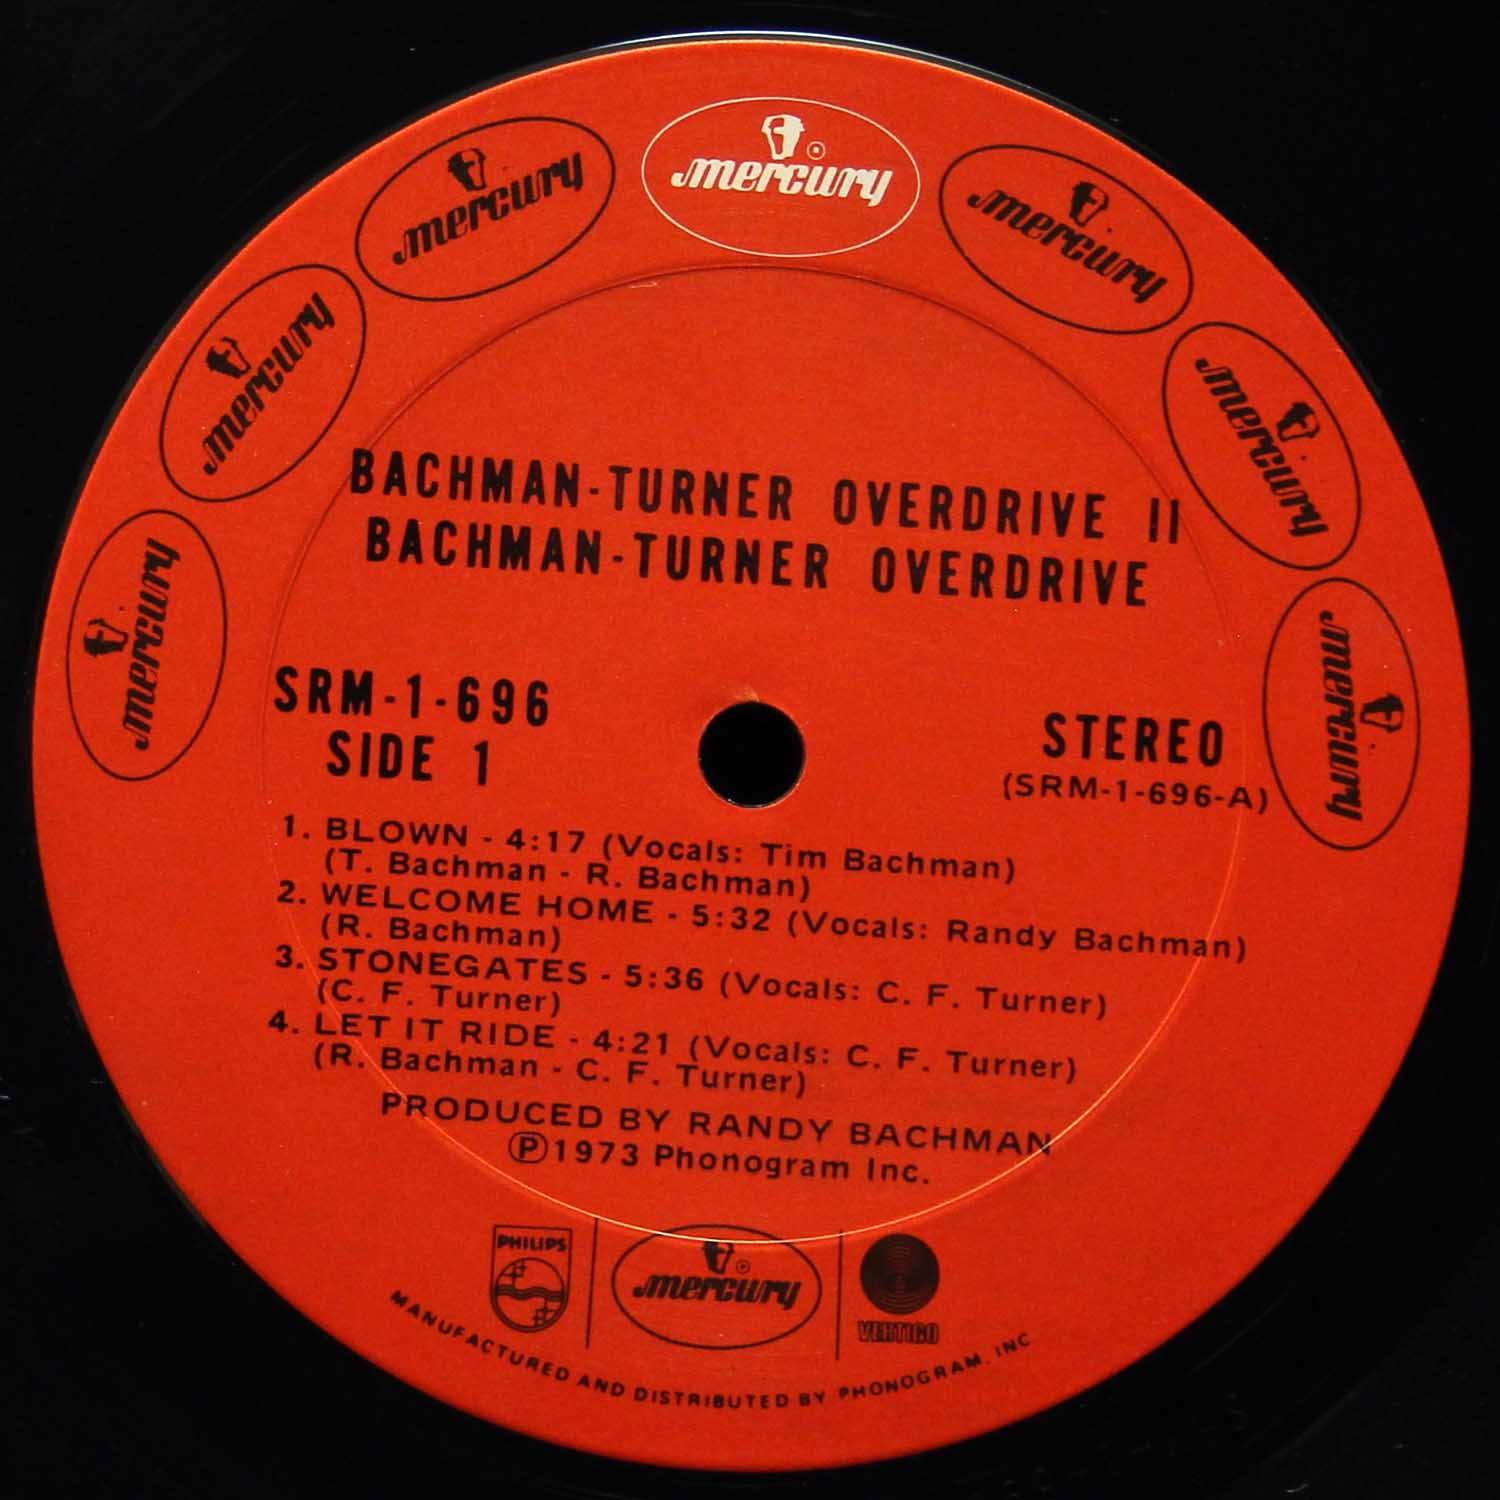 mercury
mercury
mercury
mercury ®
mercury
mercury
mercury
BACHMAN-TURNER OVERDRIVE II
BACHMAN-TURNER OVERDRIVE
SRM-1-696
SIDE 1
STEREO
(SRM-1-696-A)
1. BLOWN - 4:17 (Vocals: Tim Bachman)
(T. Bachman - R. Bachman)
2. WELCOME HOME - 5:32 (Vocals: Randy Bachman)
(R. Bachman)
3. STONEGATES - 5:36 (Vocals: C. F. Turner)
(C. F. Turner)
4. LET IT RIDE - 4:21 (Vocals: C. F. Turner)
(R. Bachman - C. F. Turner)
PRODUCED BY RANDY BACHMAN
Ⓟ1973 Phonogram Inc.
PHILIPS
mercury
VERTIGO
MANUFACTURED AND DISTRIBUTED BY PHONOGRAM, INC